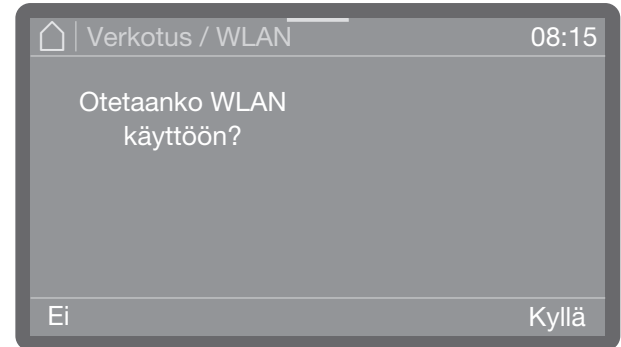 Verkotus / WLAN 08:15
Otetaanko WLAN
käyttöön?
Ei Kyllä